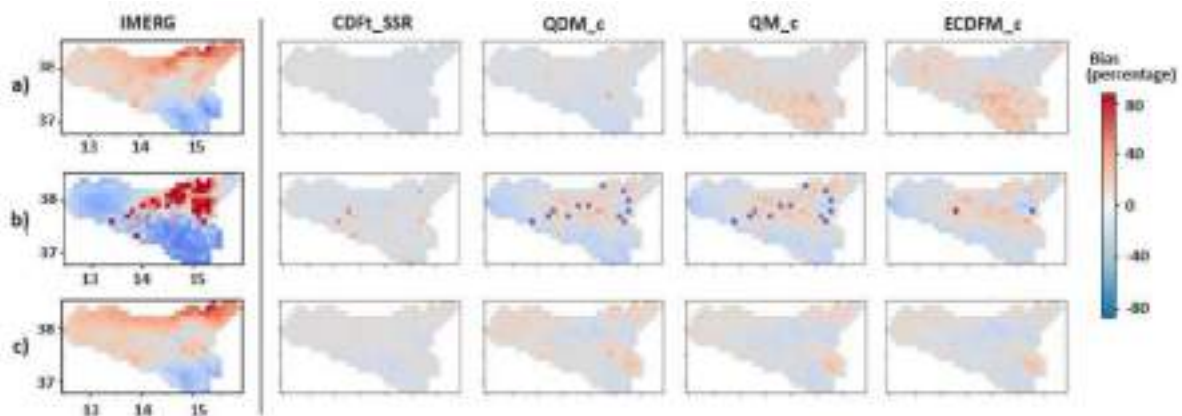 IMERG CDFt_SSR QDM_c QM_c ECDFM_c
Bias
(percentage)
a) 38
37
13 14 15
80
40
0
-40
-80
b) 38
37
13 14 15
c) 38
37
13 14 15